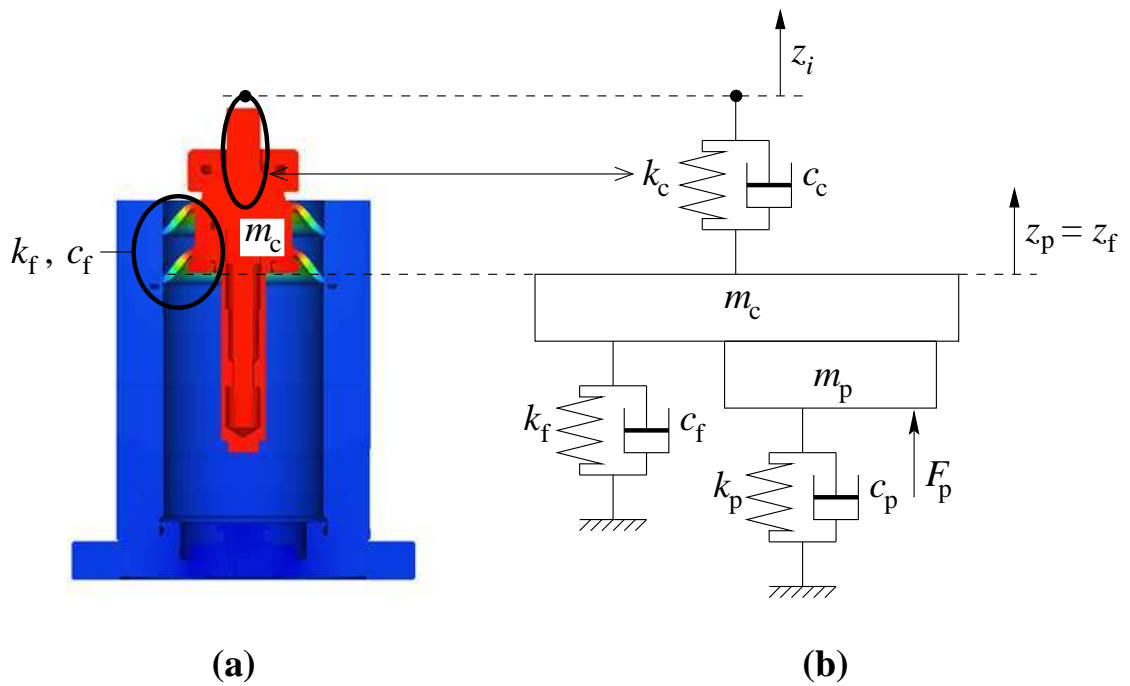 z_i
k_c
c_c
z_p = z_f
m_c
k_f , c_f
m_c
m_p
k_f
c_f
k_p
c_p
F_p
(a)
(b)